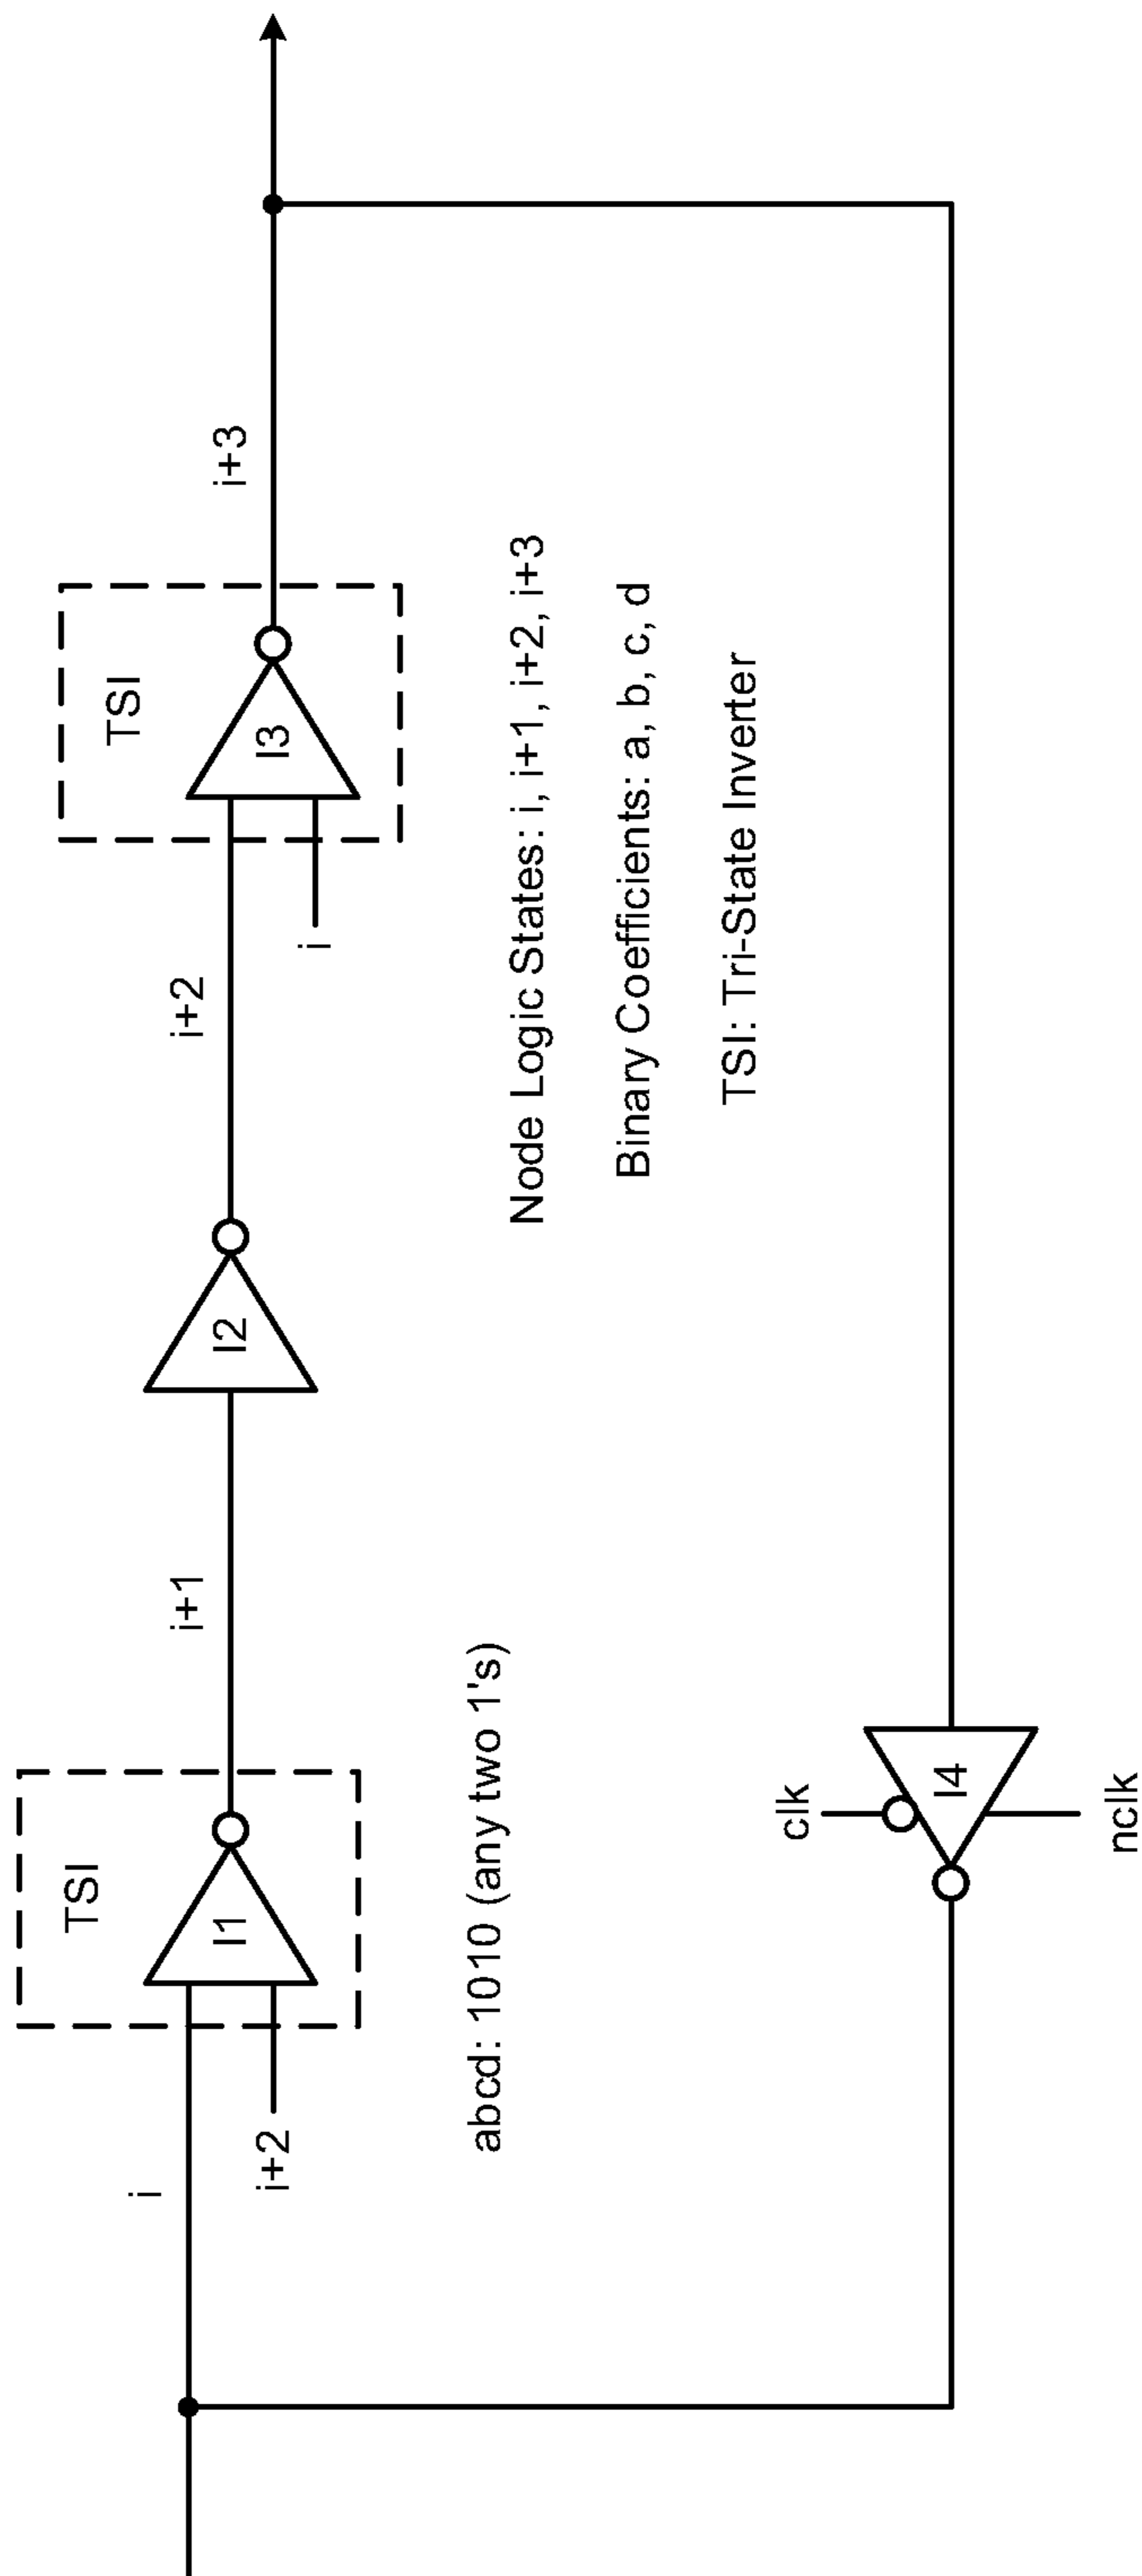 TSI
TSI
i
i+2
I1
i+1
I2
i+2
i
I3
i+3
abcd: 1010 (any two 1's)
Node Logic States: i, i+1, i+2, i+3
Binary Coefficients: a, b, c, d
TSI: Tri-State Inverter
clk
I4
nclk